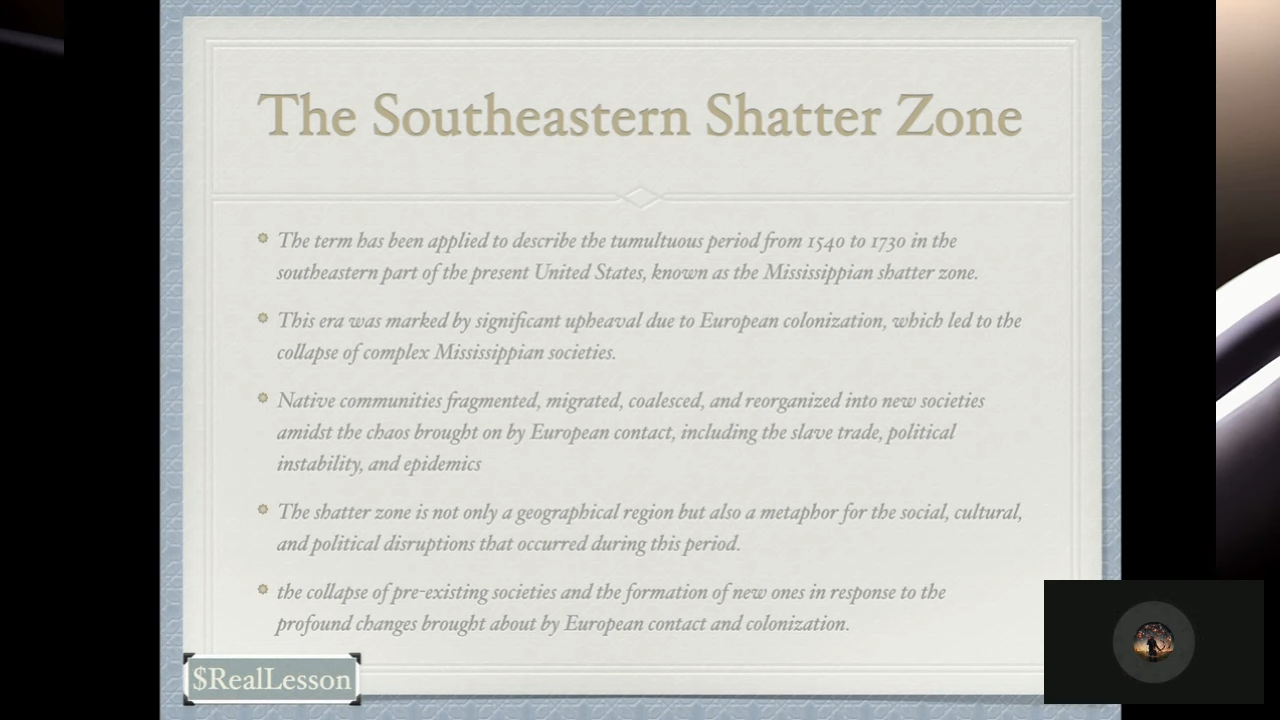 The Southeastern Shatter Zone
The term has been applied to describe the tumultuous period from 1540 to 1730 in the
southeastern part of the present United States, known as the Mississippian shatter zone.
This era was marked by significant upheaval due to European colonization, which led to the
collapse of complex Mississippian societies.
Native communities fragmented, migrated, coalesced, and reorganized into new societies
amidst the chaos brought on by European contact, including the slave trade, political
instability, and epidemics
The shatter zone is not only a geographical region but also a metaphor for the social, cultural,
and political disruptions that occurred during this period.
the collapse of pre-existing societies and the formation of new ones in response to the
profound changes brought about by European contact and colonization.
$RealLesson